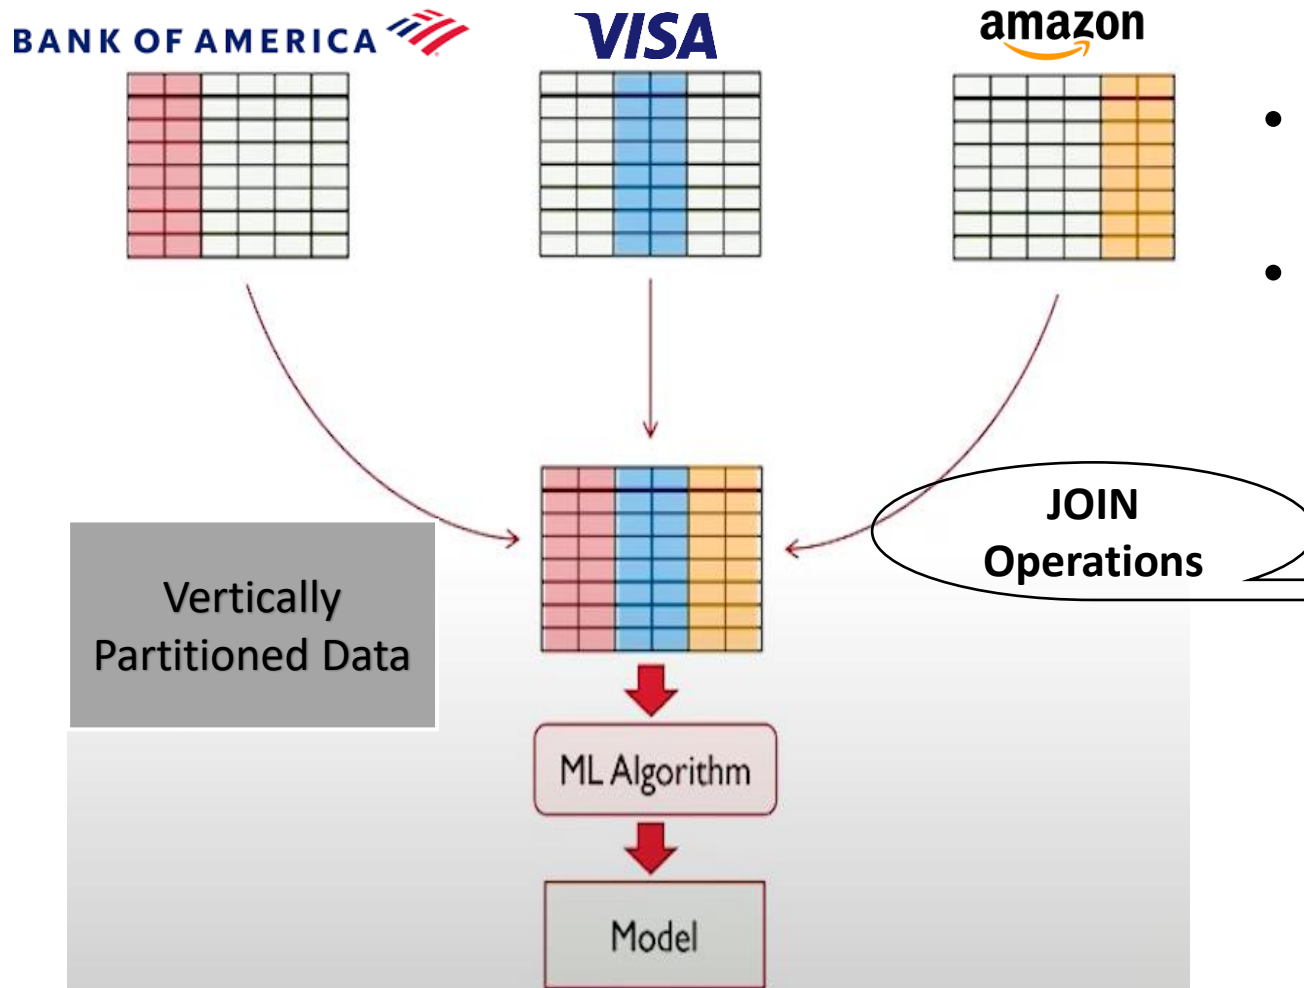 BANK OF AMERICA
VISA
amazon
•
•
JOIN
Operations
Vertically
Partitioned Data
ML Algorithm
Model